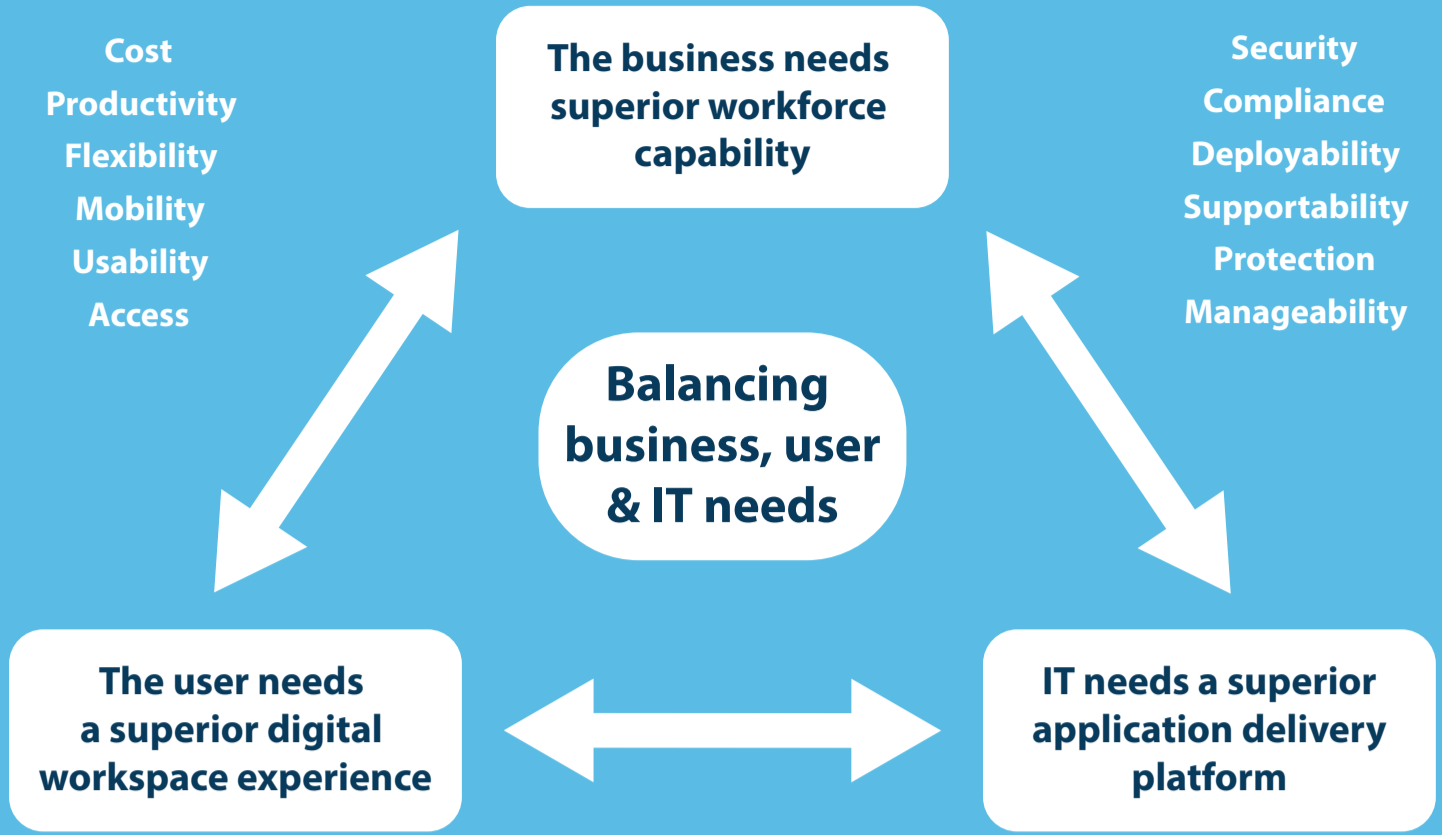 Cost
Productivity
Flexibility
Mobility
Usability
Access
The business needs
superior workforce
capability
Security
Compliance
Deployability
Supportability
Protection
Manageability
Balancing
business, user
& IT needs
The user needs
a superior digital
workspace experience
IT needs a superior
application delivery
platform